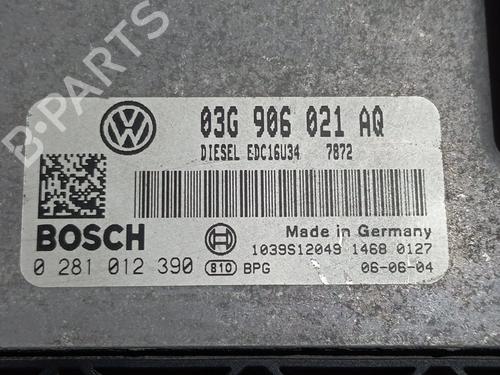 B-PARTS
03G 906 021 AQ
DIESEL EDC16U34 7872
BOSCH
Made in Germany
1039S12049 1468 0127
0 281 012 390 810 BPG 06-06-04